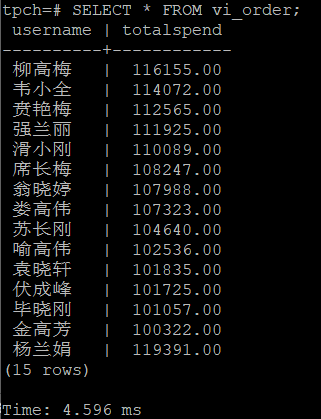 tpch=# SELECT * FROM vi_order;
username | totalspend
----------+------------
柳高梅 | 116155.00
韦小全 | 114072.00
贲艳梅 | 112565.00
强兰丽 | 111925.00
滑小刚 | 110089.00
席长梅 | 108247.00
翁晓婷 | 107988.00
娄高伟 | 107323.00
苏长刚 | 104640.00
喻高伟 | 102536.00
袁晓轩 | 101835.00
伏成峰 | 101725.00
毕晓刚 | 101057.00
金高芳 | 100322.00
杨兰娟 | 119391.00
(15 rows)
Time: 4.596 ms